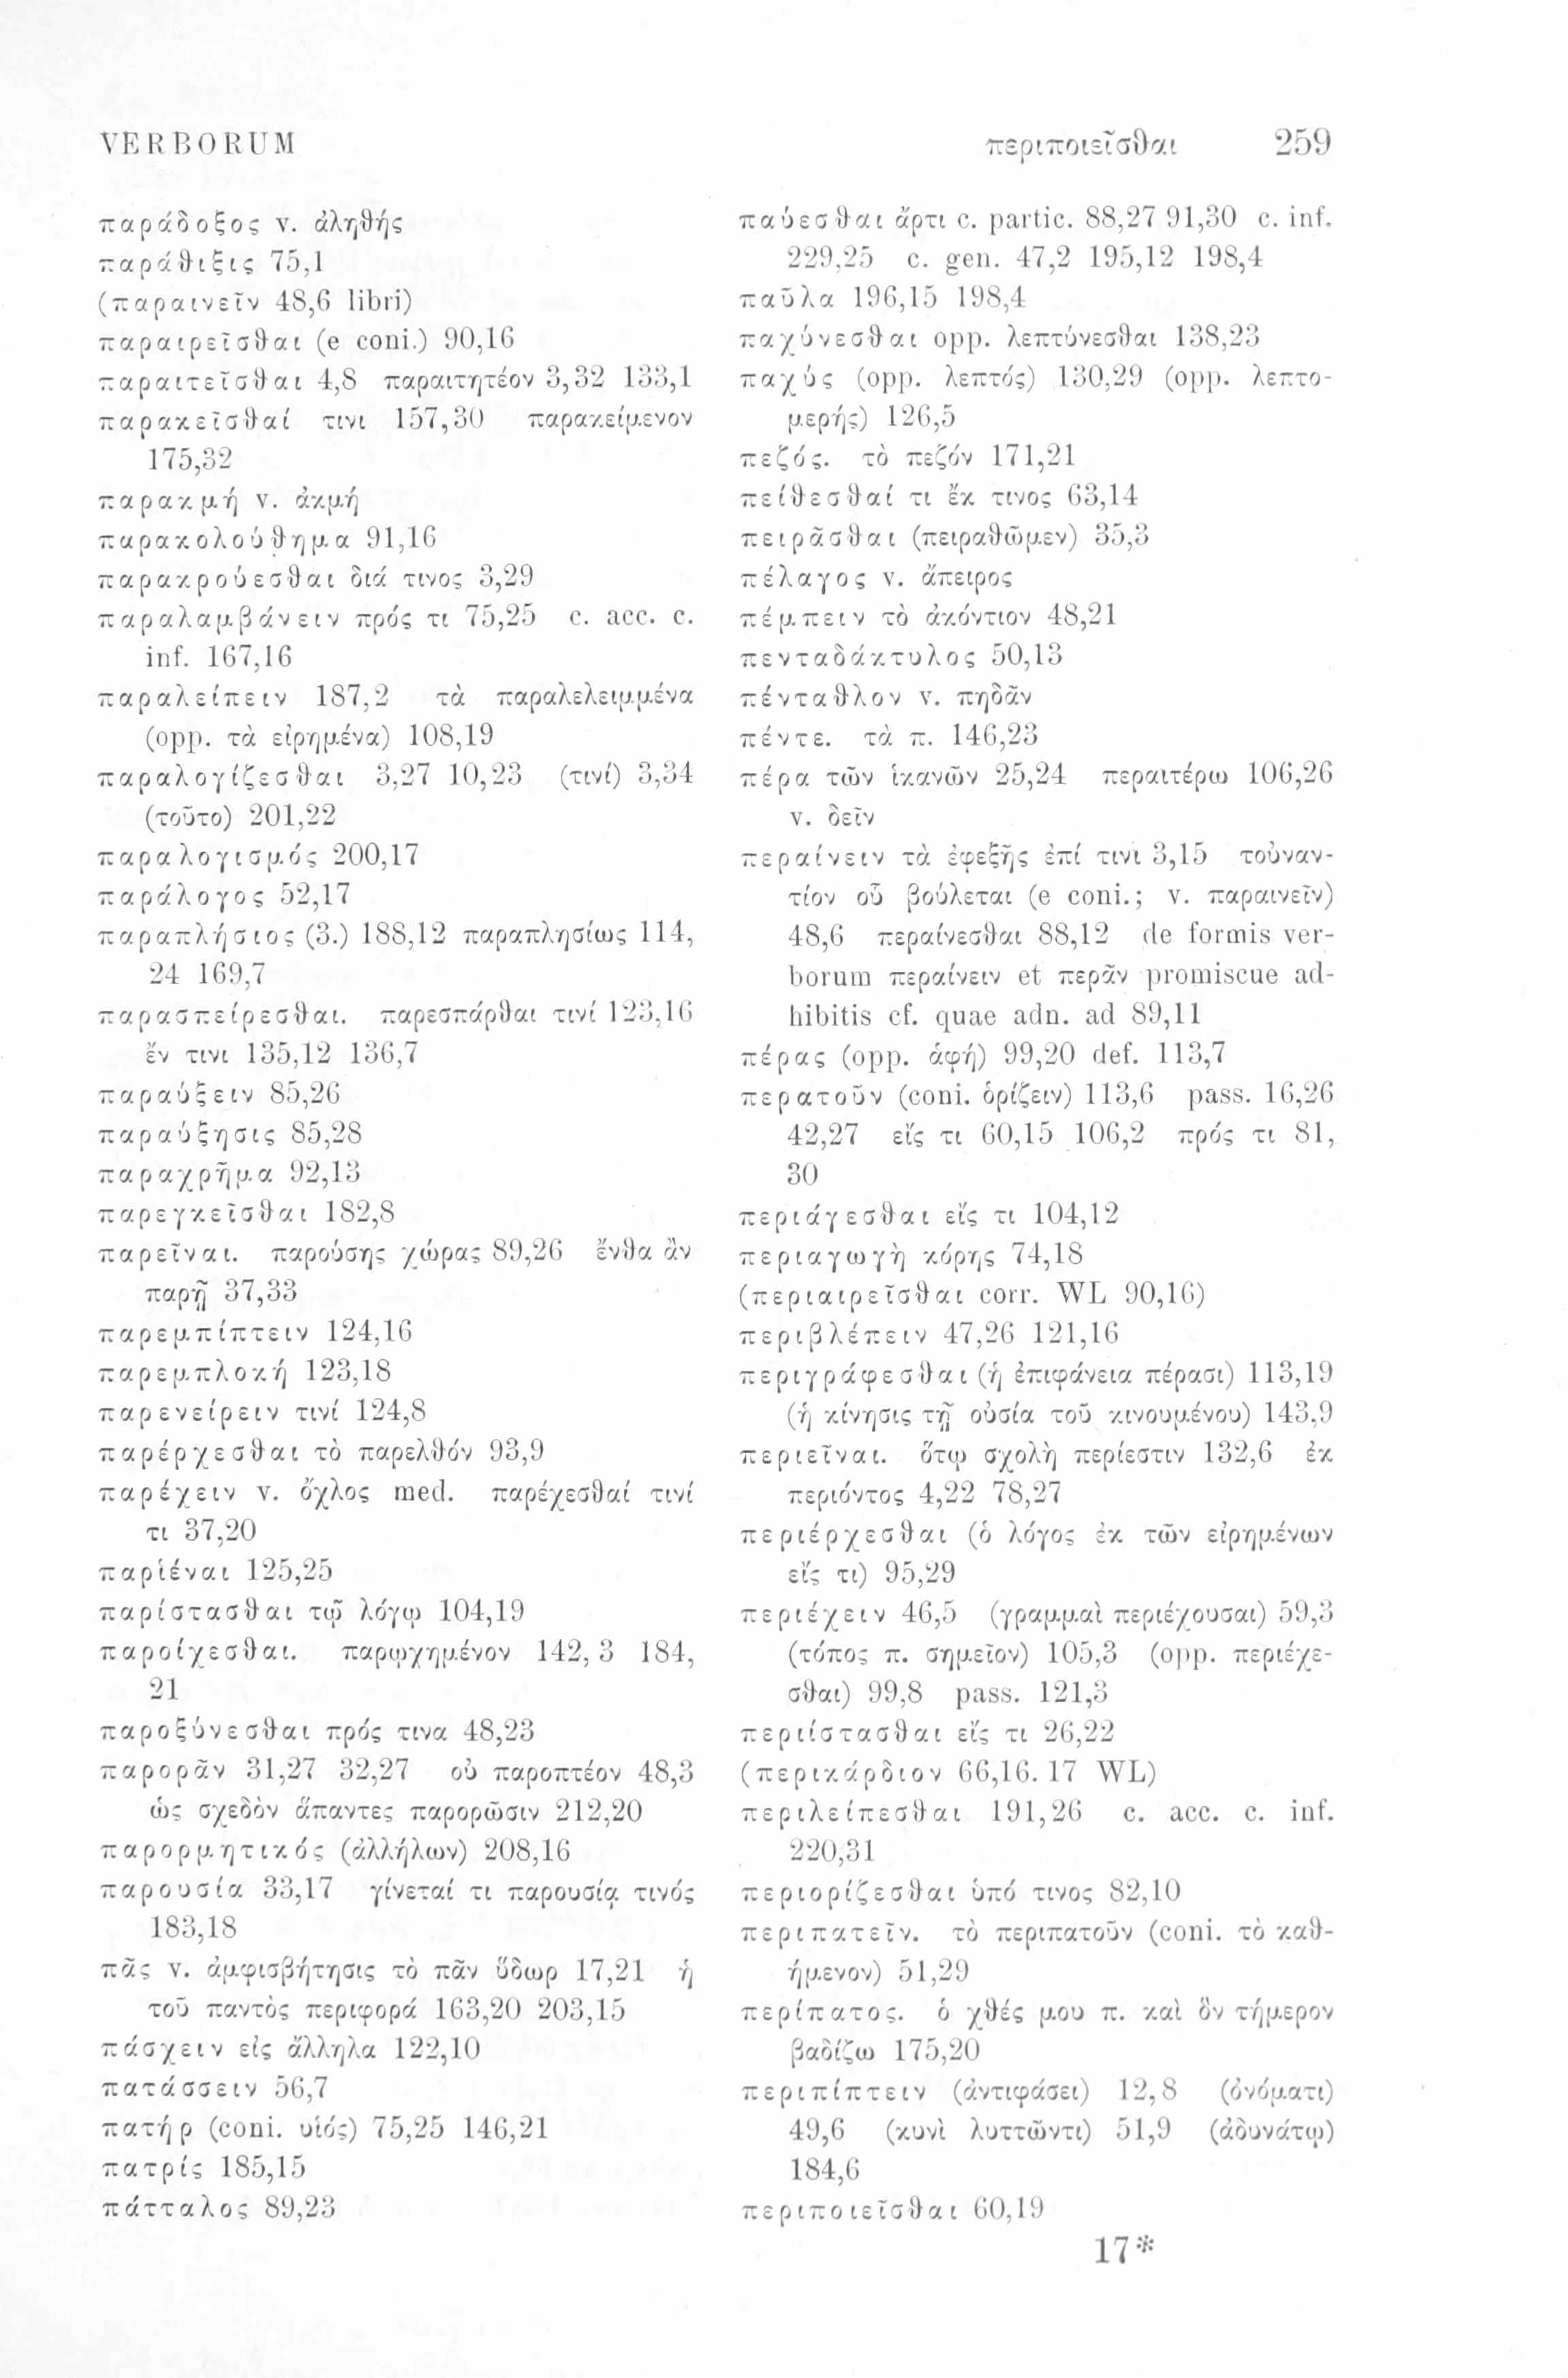 VERBORUM περιποιεῖσθαι 259
παράδοξος v. ἀληθής
παράθιξις 75,1
(παραινεῖν 48,6 libri)
παραιρεῖσθαι (e coni.) 90,16
παραιτεῖσθαι 4,8 παραιτητέον 3,32 133,1
παρακεῖσθαί τινι 157,30 παρακείμενον
175,32
παρακμή v. ἀκμή
παρακολούθημα 91,16
παρακρούεσθαι διά τινος 3,29
παραλαμβάνειν πρός τι 75,25 c. acc. c.
inf. 167,16
παραλείπειν 187,2 τὰ παραλελειμμένα
(opp. τὰ εἰρημένα) 108,19
παραλογίζεσθαι 3,27 10,23 (τινί) 3,34
(τοῦτο) 201,22
παραλογισμός 200,17
παράλογος 52,17
παραπλήσιος (3.) 188,12 παραπλησίως 114,
24 169,7
παρασπείρεσθαι. παρεσπάρθαι τινί 123,16
ἔν τινι 135,12 136,7
παραύξειν 85,26
παραύξησις 85,28
παραχρῆμα 92,13
παρεγκεῖσθαι 182,8
παρεῖναι. παρούσης χώρας 89,26 ἔνθα ἂν
παρῇ 37,33
παρεμπίπτειν 124,16
παρεμπλοκή 123,18
παρενείρειν τινί 124,8
παρέρχεσθαι τὸ παρελθόν 93,9
παρέχειν v. ὄχλος med. παρέχεσθαί τινί
τι 37,20
παριέναι 125,25
παρίστασθαι τῷ λόγῳ 104,19
παροίχεσθαι. παρῳχημένον 142,3 184,
21
παροξύνεσθαι πρός τινα 48,23
παρορᾶν 31,27 32,27 οὐ παροπτέον 48,3
ὡς σχεδὸν ἅπαντες παρορῶσιν 212,20
παρορμητικός (ἀλλήλων) 208,16
παρουσία 33,17 γίνεταί τι παρουσίᾳ τινός
183,18
πᾶς v. ἀμφισβήτησις τὸ πᾶν ὕδωρ 17,21 ἡ
τοῦ παντὸς περιφορά 163,20 203,15
πάσχειν εἰς ἄλληλα 122,10
πατάσσειν 56,7
πατήρ (coni. υἱός) 75,25 146,21
πατρίς 185,15
πάτταλος 89,23
παύεσθαι ἄρτι c. partic. 88,27 91,30 c. inf.
229,25 c. gen. 47,2 195,12 198,4
παῦλα 196,15 198,4
παχύνεσθαι opp. λεπτύνεσθαι 138,23
παχύς (opp. λεπτός) 130,29 (opp. λεπτο-
μερής) 126,5
πεζός. τὸ πεζόν 171,21
πείθεσθαί τι ἔκ τινος 63,14
πειρᾶσθαι (πειραθῶμεν) 35,3
πέλαγος v. ἄπειρος
πέμπειν τὸ ἀκόντιον 48,21
πενταδάκτυλος 50,13
πένταθλον v. πηδᾶν
πέντε. τὰ π. 146,23
πέρα τῶν ἱκανῶν 25,24 περαιτέρω 106,26
v. δεῖν
περαίνειν τὰ ἐφεξῆς ἐπί τινι 3,15 τοὐναν-
τίον οὗ βούλεται (e coni.; v. παραινεῖν)
48,6 περαίνεσθαι 88,12 de formis ver-
borum περαίνειν et περᾶν promiscue ad-
hibitis cf. quae adn. ad 89,11
πέρας (opp. ἁφή) 99,20 def. 113,7
περατοῦν (coni. ὁρίζειν) 113,6 pass. 16,26
42,27 εἴς τι 60,15 106,2 πρός τι 81,
30
περιάγεσθαι εἴς τι 104,12
περιαγωγὴ κόρης 74,18
(περιαιρεῖσθαι corr. WL 90,16)
περιβλέπειν 47,26 121,16
περιγράφεσθαι (ἡ ἐπιφάνεια πέρασι) 113,19
(ἡ κίνησις τῇ οὐσίᾳ τοῦ κινουμένου) 143,9
περιεῖναι. ὅτῳ σχολὴ περίεστιν 132,6 ἐκ
περιόντος 4,22 78,27
περιέρχεσθαι (ὁ λόγος ἐκ τῶν εἰρημένων
εἴς τι) 95,29
περιέχειν 46,5 (γραμμαὶ περιέχουσαι) 59,3
(τόπος π. σημεῖον) 105,3 (opp. περιέχε-
σθαι) 99,8 pass. 121,3
περιίστασθαι εἴς τι 26,22
(περικάρδιον 66,16.17 WL)
περιλείπεσθαι 191,26 c. acc. c. inf.
220,31
περιορίζεσθαι ὑπό τινος 82,10
περιπατεῖν. τὸ περιπατοῦν (coni. τὸ καθ-
ήμενον) 51,29
περίπατος. ὁ χθές μου π. καὶ ὃν τήμερον
βαδίζω 175,20
περιπίπτειν (ἀντιφάσει) 12,8 (ὀνόματι)
49,6 (κυνὶ λυττῶντι) 51,9 (ἀδυνάτῳ)
184,6
περιποιεῖσθαι 60,19
17*